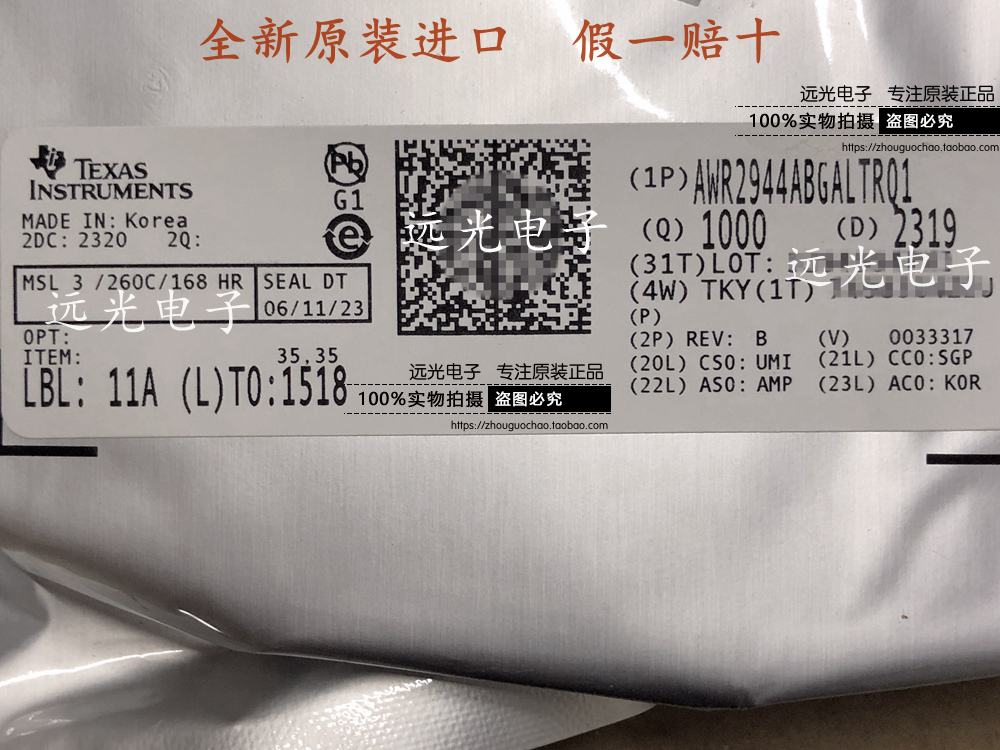 全新原装进口 假一赔十
远光电子 专注原装正品
100%实物拍摄 盗图必究
https://zhouguochao.taobao.com
TEXAS
INSTRUMENTS
MADE IN: Korea
2DC: 2320 2Q:
MSL 3 /260C/168 HR
SEAL DT
06/11/23
OPT:
ITEM:
35,35
LBL: 11A (L)TO:1518
Pb
G1
e
远光电子
远光电子
(1P) AWR2944ABGALTRQ1
(Q) 1000 (D) 2319
(31T) LOT:
(4W) TKY(1T)
远光电子
(P)
(2P) REV: B (V) 0033317
(20L) CSO: UMI (21L) CCO:SGP
(22L) ASO: AMP (23L) ACO: KOR
远光电子 专注原装正品
100%实物拍摄 盗图必究
https://zhouguochao.taobao.com